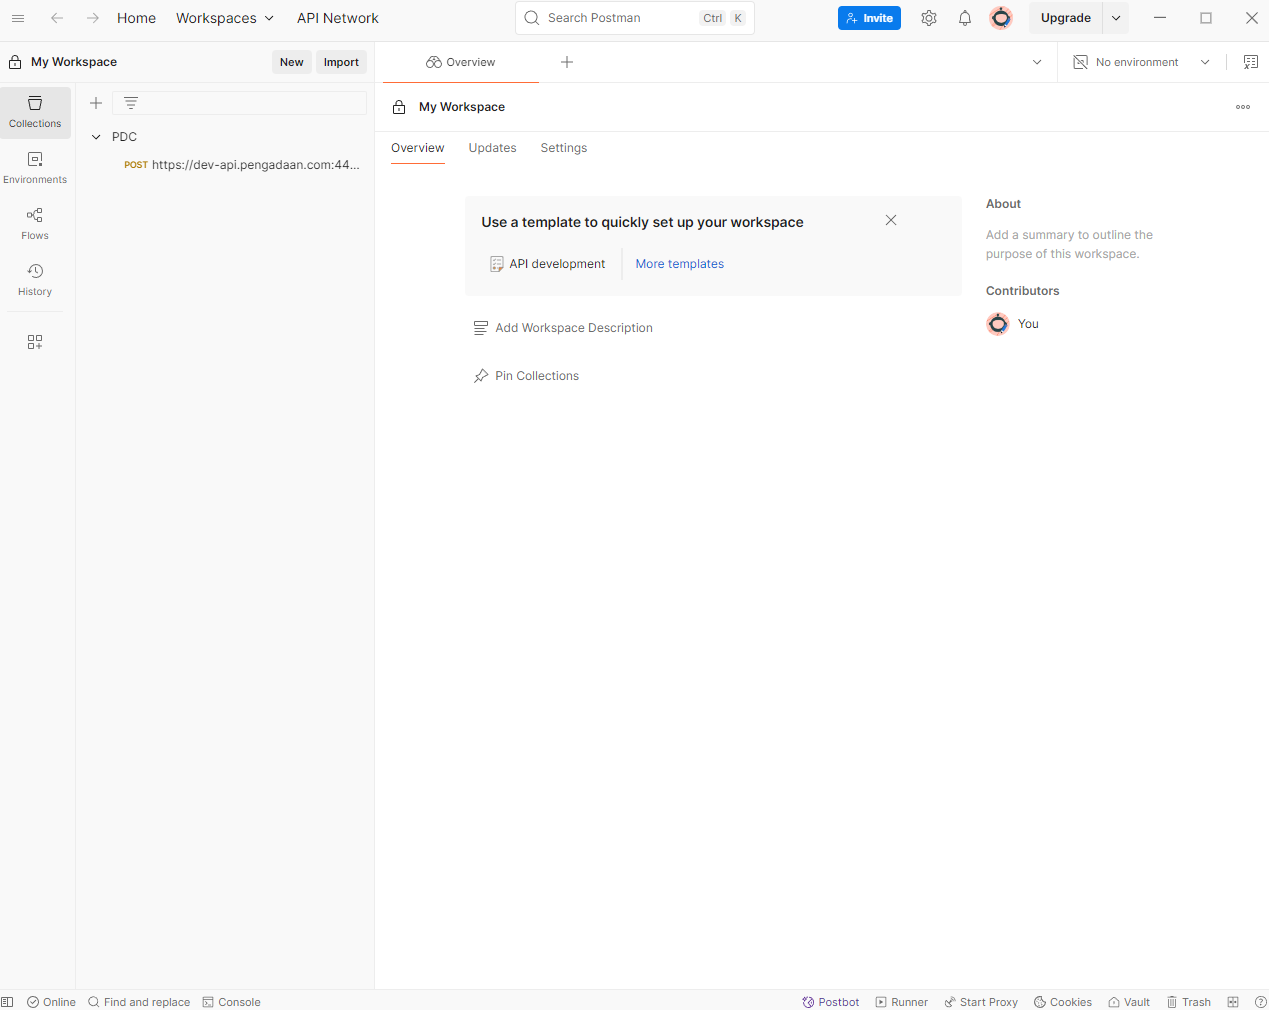 Home Workspaces API Network Search Postman Ctrl K Invite Upgrade
My Workspace New Import Overview No environment
My Workspace
Collections
Environments
Flows
History
PDC
POST https://dev-api.pengadaan.com:44...
Overview Updates Settings
Use a template to quickly set up your workspace
API development More templates
Add Workspace Description
Pin Collections
About
Add a summary to outline the
purpose of this workspace.
Contributors
You
Online Find and replace Console Postbot Runner Start Proxy Cookies Vault Trash